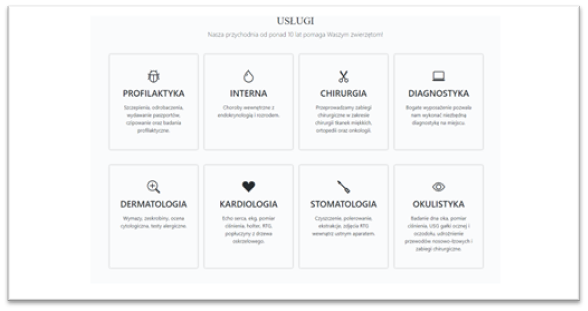 USŁUGI
Nasza przychodnia od ponad 10 lat pomaga Waszym zwierzętom!
PROFILAKTYKA
Szczepienia, odrobaczenia,
wydawanie paszportów,
czipowanie oraz badania
profilaktyczne.
INTERNA
Choroby wewnętrzne z
endokrynologią i rozrodem.
CHIRURGIA
Przeprowadzamy zabiegi
chirurgiczne w zakresie
chirurgii tkanek miękkich,
ortopedii oraz onkologii.
DIAGNOSTYKA
Bogate wyposażenie pozwala
nam wykonać niezbędną
diagnostykę na miejscu.
DERMATOLOGIA
Wymazy, zeskrobiny, ocena
cytologiczna, testy alergiczne.
KARDIOLOGIA
Echo serca, ekg, pomiar
ciśnienia, holter, RTG,
popłuczyny z drzewa
oskrzelowego.
STOMATOLOGIA
Czyszczenie, polerowanie,
ekstrakcje, zdjęcia RTG
wewnątrz ustnym aparatem.
OKULISTYKA
Badanie dna oka, pomiar
ciśnienia, USG gałki ocznej i
oczodołu, udrożnienie
przewodów nosowo-łzowych i
zabiegi chirurgiczne.